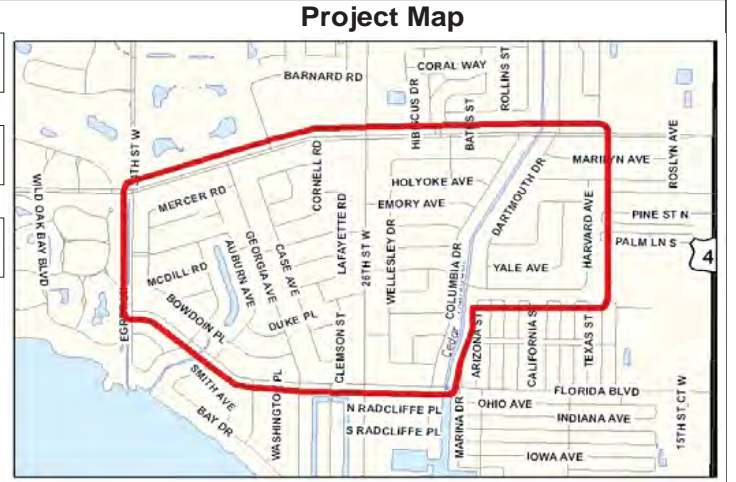 Project Map
CORAL WAY
BARNARD RD
HIBISCUS DR
BATES ST
ROLLINS ST
4TH ST W
WILD OAK BAY BLVD
MERCER RD
CORNELL RD
HOLYOKE AVE
EMORY AVE
DARTMOUTH DR
MARILYN AVE
ROSLYN AVE
HARVARD AVE
PINE ST N
PALM LN S
4
MCDILL RD
AUBURN AVE
GEORGIA AVE
CASE AVE
LAFAYETTE RD
26TH ST W
WELLESLEY DR
COLUMBIA DR
YALE AVE
EGR
BOWDOIN PL
DUKE PL
CLEMSON ST
Cedar
ARIZONA ST
CALIFORNIA ST
TEXAS ST
SMITH AVE
BAY DR
WASHINGTON PL
N RADCLIFFE PL
S RADCLIFFE PL
MARINA DR
FLORIDA BLVD
OHIO AVE
INDIANA AVE
IOWA AVE
15TH ST CT W